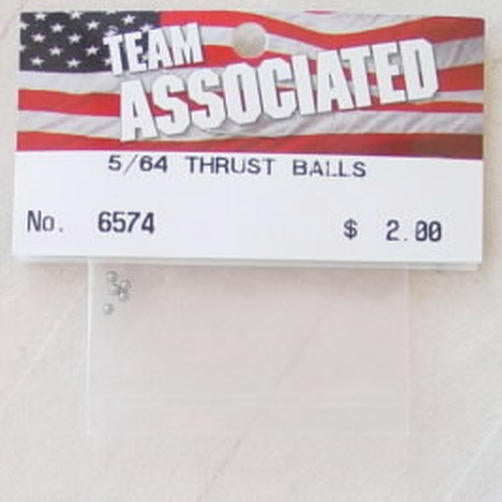 TEAM
ASSOCIATED
5/64 THRUST BALLS
No. 6574 $ 2.00